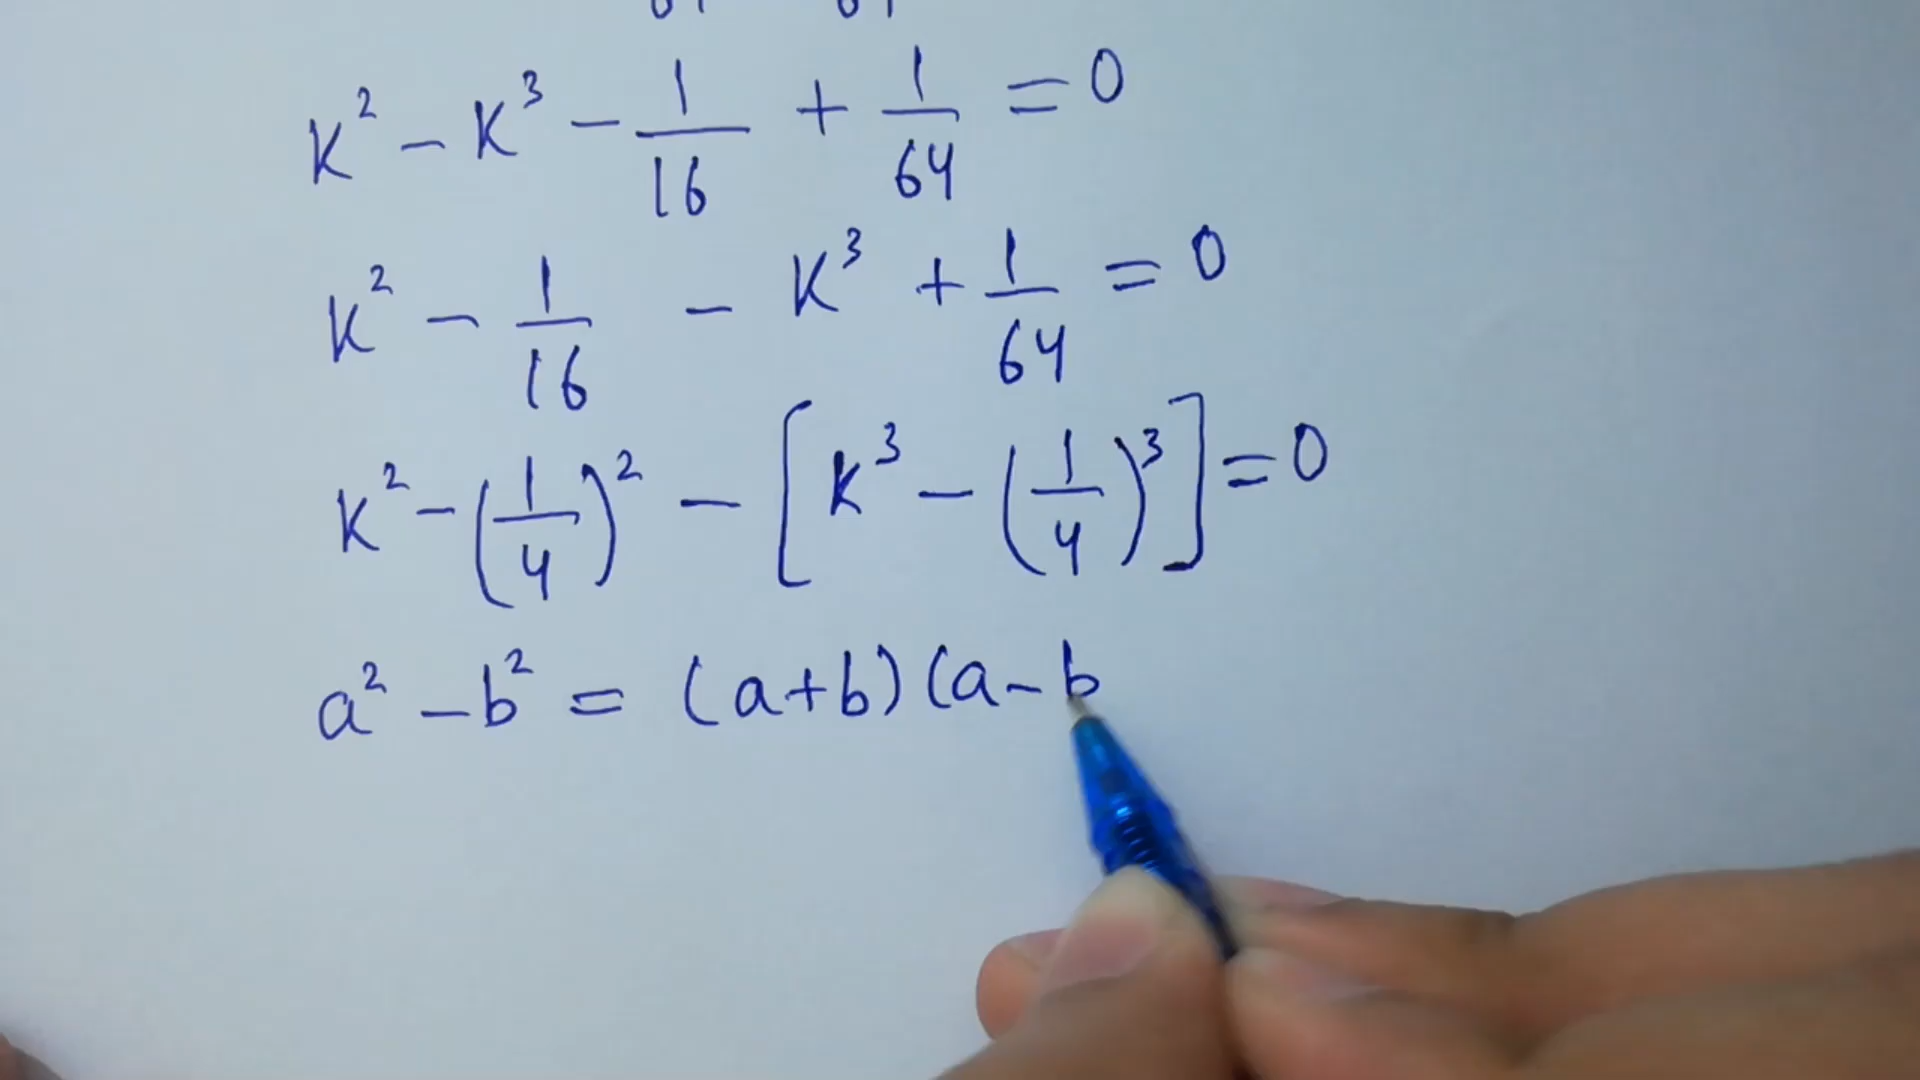 K² - K³ - 1/16 + 1/64 = 0
K² - 1/16 - K³ + 1/64 = 0
K² - (1/4)² - [K³ - (1/4)³] = 0
a² - b² = (a+b)(a-b